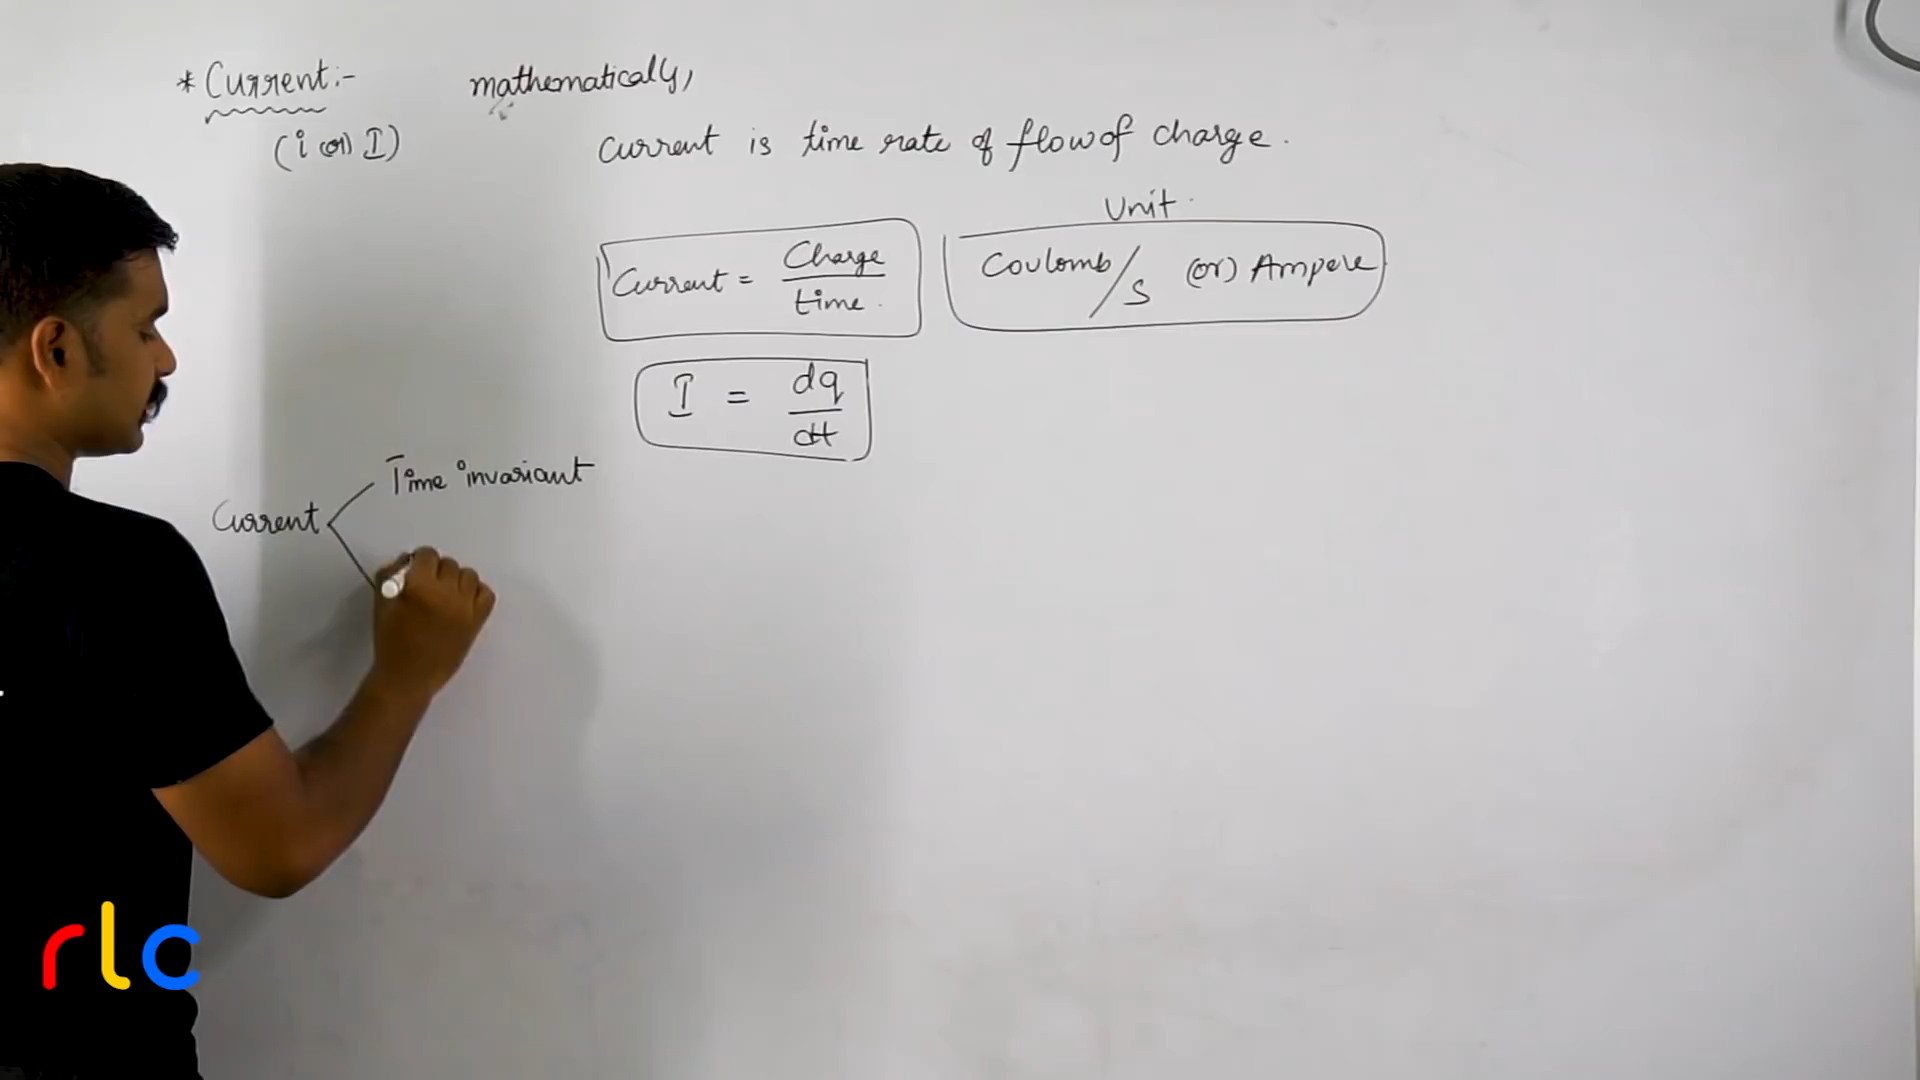 * Current:-
mathematically,
(i (or) I)
Current is time rate of flow of charge.
Unit.
Current = Charge / time.
Coulomb/s (or) Ampere
I = dq / dt
Time invariant
Current
rlc